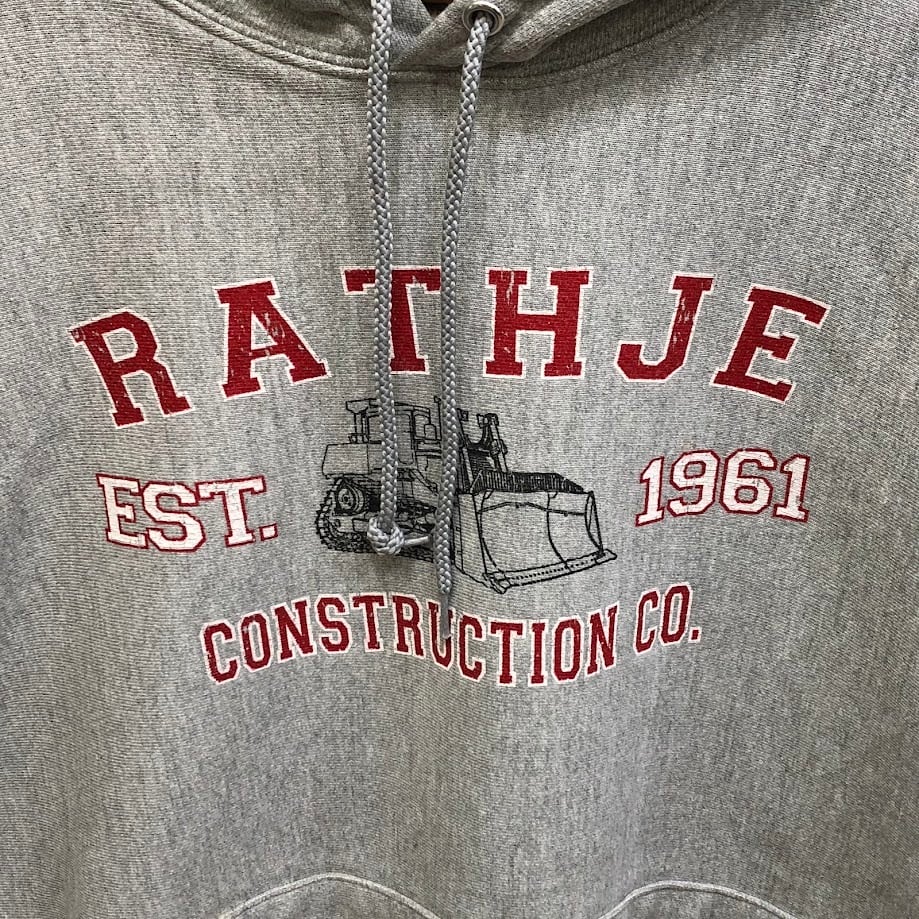 RATHJE
EST. 1961
CONSTRUCTION CO.